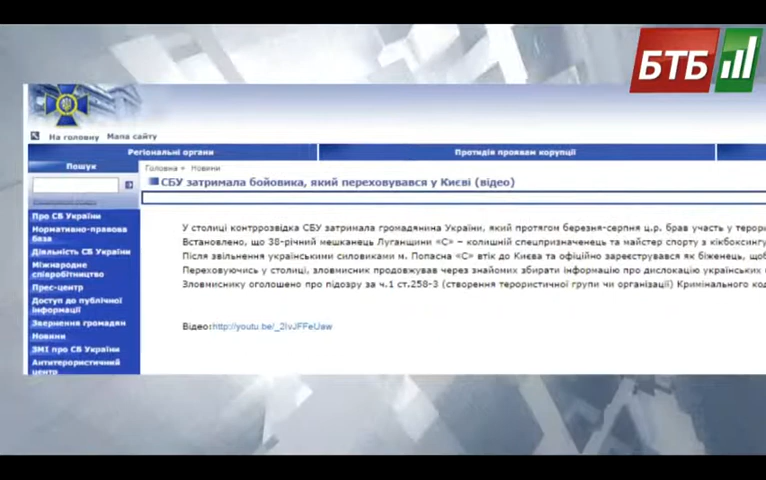 БТБ
На головну Мапа сайту
Регіональні органи
Протидія проявам корупції
Пошук
Головна » Новини
СБУ затримала бойовика, який переховувався у Києві (відео)
Про СБ України
Нормативно-правова
база
Діяльність СБ України
Міжнародне
співробітництво
Прес-центр
Доступ до публічної
інформації
Звернення громадян
Новини
ЗМІ про СБ України
Антитерористичний
центр
У столиці контррозвідка СБУ затримала громадянина України, який протягом березня-серпня ц.р. брав участь у терори
Встановлено, що 38-річний мешканець Луганщини «С» – колишній спецпризначенець та майстер спорту з кікбоксингу
Після звільнення українськими силовиками м. Попасна «С» втік до Києва та офіційно зареєструвався як біженець, щоб
Переховуючись у столиці, зловмисник продовжував через знайомих збирати інформацію про дислокацію українських
Зловмиснику оголошено про підозру за ч.1 ст.258-3 (створення терористичної групи чи організації) Кримінального код
Відео:http://youtu.be/_2IvJFFeUaw